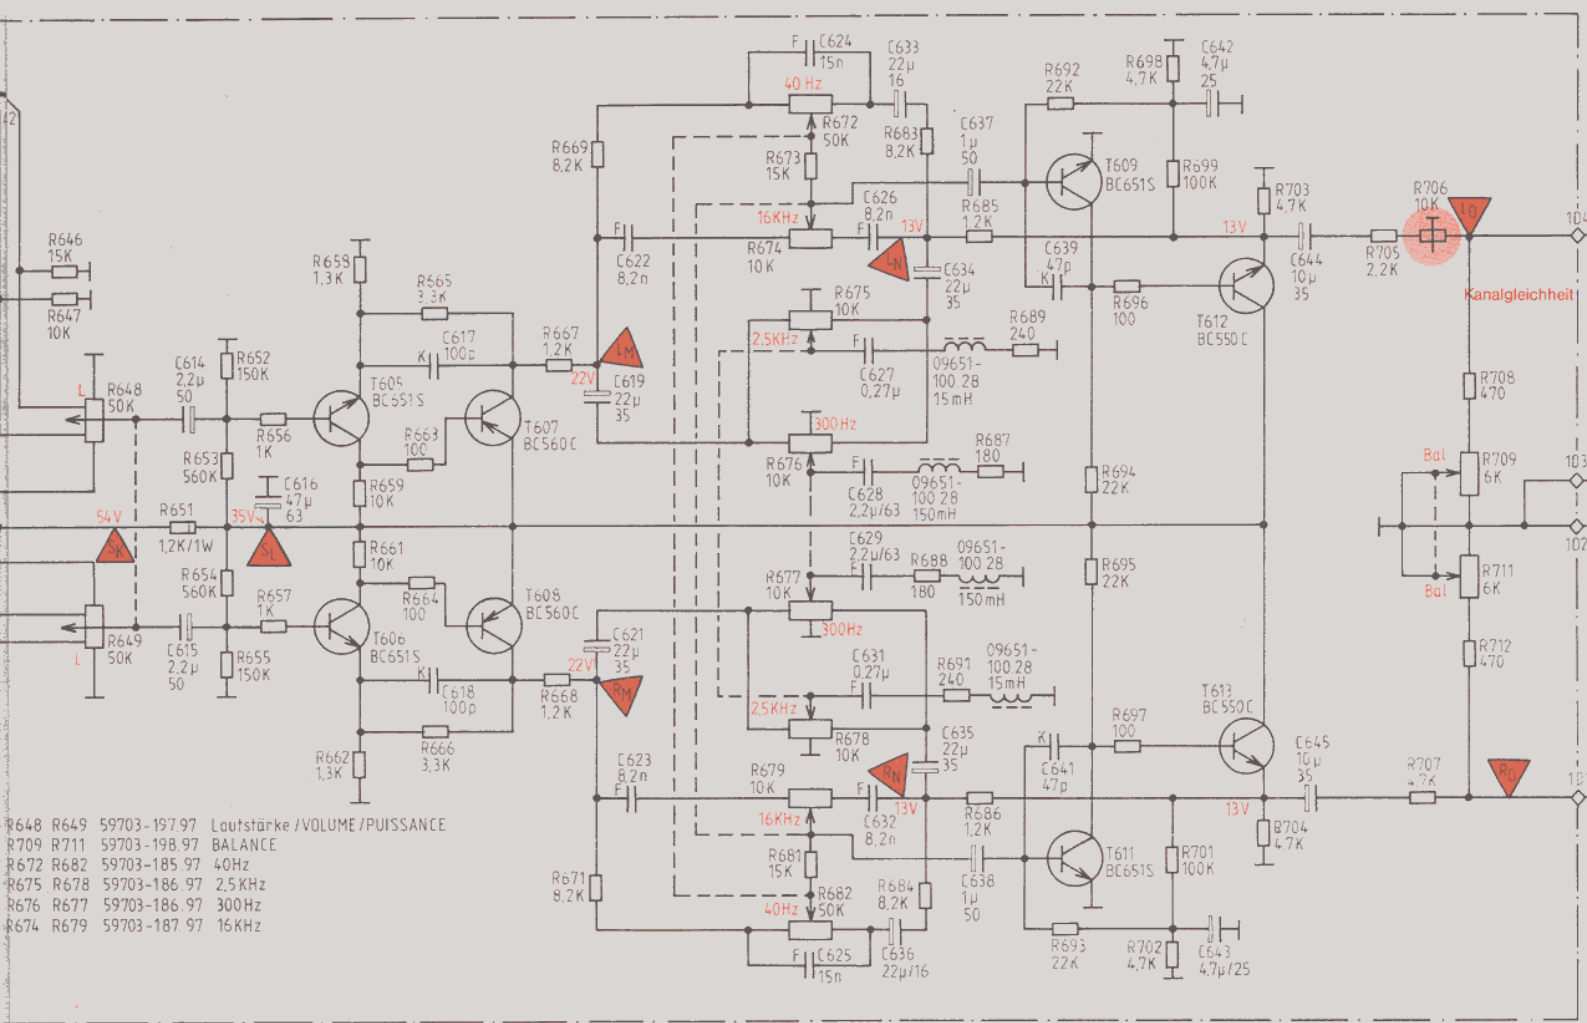 F C624
15n
C633
22µ
16
R692
22K
R698
4,7K
C642
4,7µ
25
40Hz
R672
50K
R683
8,2K
C637
1µ
50
R669
8,2K
R673
15K
T609
BC651S
R699
100K
R703
4,7K
R706
10K
LO
104
C626
F 8,2n
16KHz
R674
10K
13V
R685
1,2K
LN
13V
C644
10µ
35
R705
2,2K
Kanalgleichheit
R646
15K
R647
10K
R658
1,3K
F
C622
8,2n
C634
22µ
35
C639
47p
K
R696
100
T612
BC550C
R665
3,3K
R675
10K
2,5KHz
R689
240
C617
K 100p
R667
1,2K
LM
22V
F
C627
0,27µ
09651-
100.28
15mH
C614
2,2µ
50
R652
150K
L
R648
50K
T605
BC651S
C619
22µ
35
R708
470
R656
1K
R663
100
T607
BC560C
300Hz
R676
10K
R687
180
R653
560K
C616
47µ
63
R659
10K
F
C628
2,2µ/63
09651-
100 28
150mH
R694
22K
Bal
R709
6K
103
54V
R651
1,2K/1W
35V
SK
SL
102
R661
10K
C629
2,2µ/63
F
R688
180
09651-
100 28
150mH
R695
22K
R654
560K
R677
10K
Bal
R711
6K
R657
1K
R664
100
T608
BC560C
300Hz
L
R649
50K
C615
2,2µ
50
R655
150K
T606
BC651S
C621
22µ
35
22V
RM
C631
0,27µ
F
R691
240
09651-
100.28
15mH
R712
470
K
C618
100p
R668
1,2K
2,5KHz
R678
10K
T613
BC550C
R662
1,3K
R666
3,3K
C623
8,2n
F
R679
10K
RN
C635
22µ
35
K
C641
47p
R697
100
C645
10µ
35
R707
4,7K
RO
16KHz
F
C632
8,2n
13V
R686
1,2K
13V
R704
4,7K
R648 R649 59703-197.97 Lautstärke/VOLUME/PUISSANCE
R709 R711 59703-198.97 BALANCE
R672 R682 59703-185.97 40Hz
R675 R678 59703-186.97 2,5KHz
R676 R677 59703-186.97 300Hz
R674 R679 59703-187.97 16KHz
R671
8,2K
R681
15K
R682
50K
40Hz
R684
8,2K
C638
1µ
50
T611
BC651S
R701
100K
F C625
15n
C636
22µ/16
R693
22K
R702
4,7K
C643
4,7µ/25